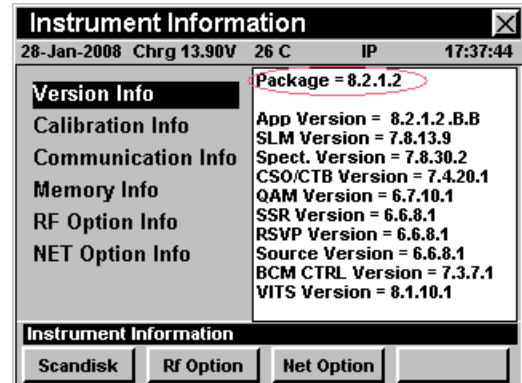 Instrument Information X
28-Jan-2008 Chrg 13.90V 26 C IP 17:37:44
Version Info
Calibration Info
Communication Info
Memory Info
RF Option Info
NET Option Info
Package = 8.2.1.2
App Version = 8.2.1.2.B.B
SLM Version = 7.8.13.9
Spect. Version = 7.8.30.2
CSO/CTB Version = 7.4.20.1
QAM Version = 6.7.10.1
SSR Version = 6.6.8.1
RSVP Version = 6.6.8.1
Source Version = 6.6.8.1
BCM CTRL Version = 7.3.7.1
VITS Version = 8.1.10.1
Instrument Information
Scandisk Rf Option Net Option